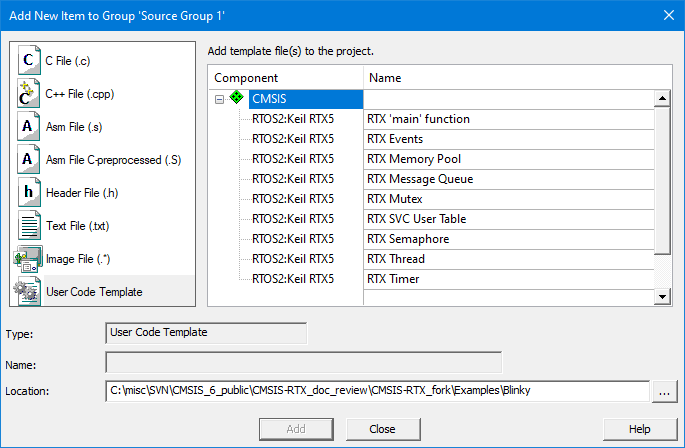 Add New Item to Group 'Source Group 1'
C File (.c)
C++ File (.cpp)
Asm File (.s)
Asm File C-preprocessed (.S)
Header File (.h)
Text File (.txt)
Image File (.*)
User Code Template
Add template file(s) to the project.
Component Name
CMSIS
RTOS2:Keil RTX5 RTX 'main' function
RTOS2:Keil RTX5 RTX Events
RTOS2:Keil RTX5 RTX Memory Pool
RTOS2:Keil RTX5 RTX Message Queue
RTOS2:Keil RTX5 RTX Mutex
RTOS2:Keil RTX5 RTX SVC User Table
RTOS2:Keil RTX5 RTX Semaphore
RTOS2:Keil RTX5 RTX Thread
RTOS2:Keil RTX5 RTX Timer
Type: User Code Template
Name:
Location: C:\misc\SVN\CMSIS_6_public\CMSIS-RTX_doc_review\CMSIS-RTX_fork\Examples\Blinky ...
Add Close Help